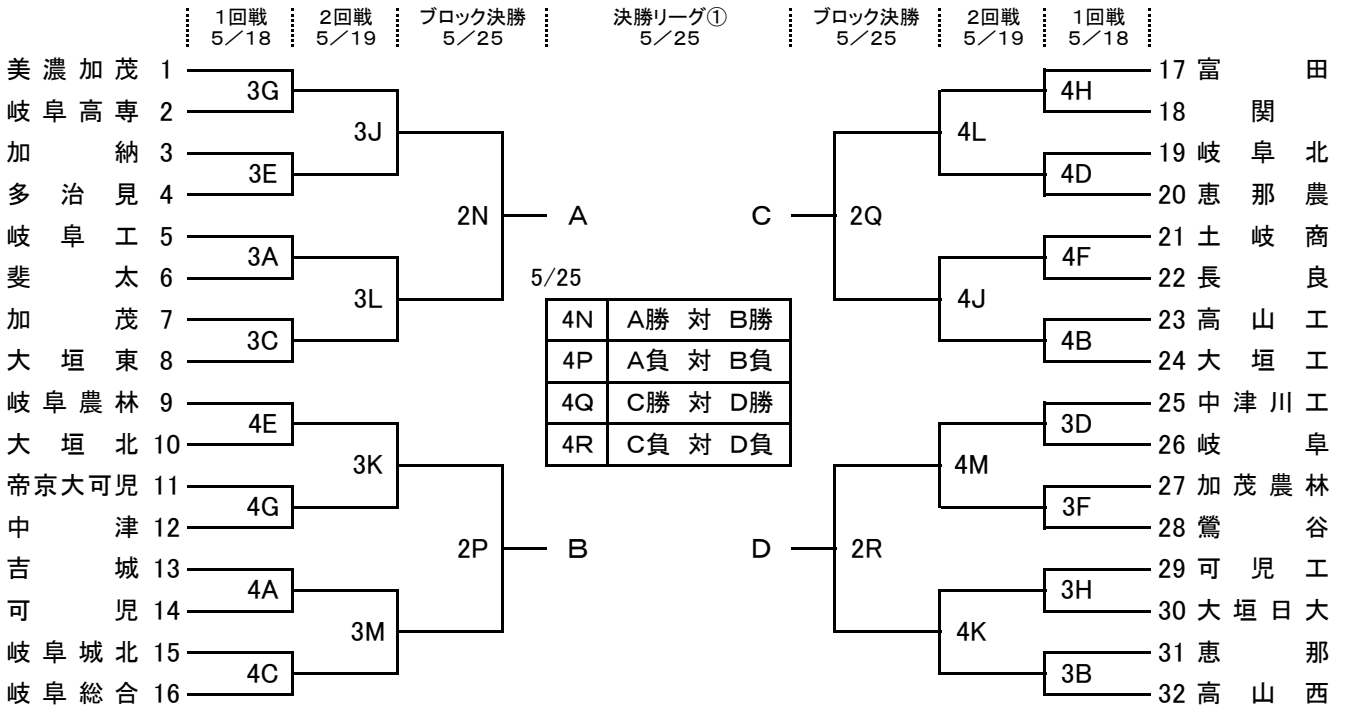 1回戦 2回戦 ブロック決勝 決勝リーグ① ブロック決勝 2回戦 1回戦
5/18 5/19 5/25 5/25 5/25 5/19 5/18
美濃加茂 1 17 富田
3G 4H
岐阜高専 2 18 関
3J 4L
加納 3 19 岐阜北
3E 4D
多治見 4 20 恵那農
2N A C 2Q
岐阜工 5 21 土岐商
3A 4F
斐太 6 5/25 22 長良
3L 4J
加茂 7 4N A勝 対 B勝 23 高山工
3C 4B
大垣東 8 4P A負 対 B負 24 大垣工
岐阜農林 9 4Q C勝 対 D勝 25 中津川工
4E 3D
大垣北 10 4R C負 対 D負 26 岐阜
3K 4M
帝京大可児 11 27 加茂農林
4G 3F
中津 12 28 鶯谷
2P B D 2R
吉城 13 29 可児工
4A 3H
可児 14 30 大垣日大
3M 4K
岐阜城北 15 31 恵那
4C 3B
岐阜総合 16 32 高山西